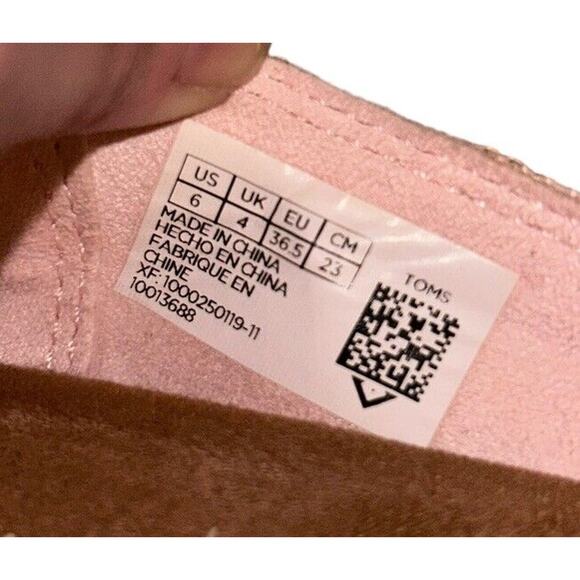 US UK EU CM
6 4 36.5 23
MADE IN CHINA
HECHO EN CHINA
FABRIQUE EN
CHINE
XF: 1000250119-11
10013688
TOMS